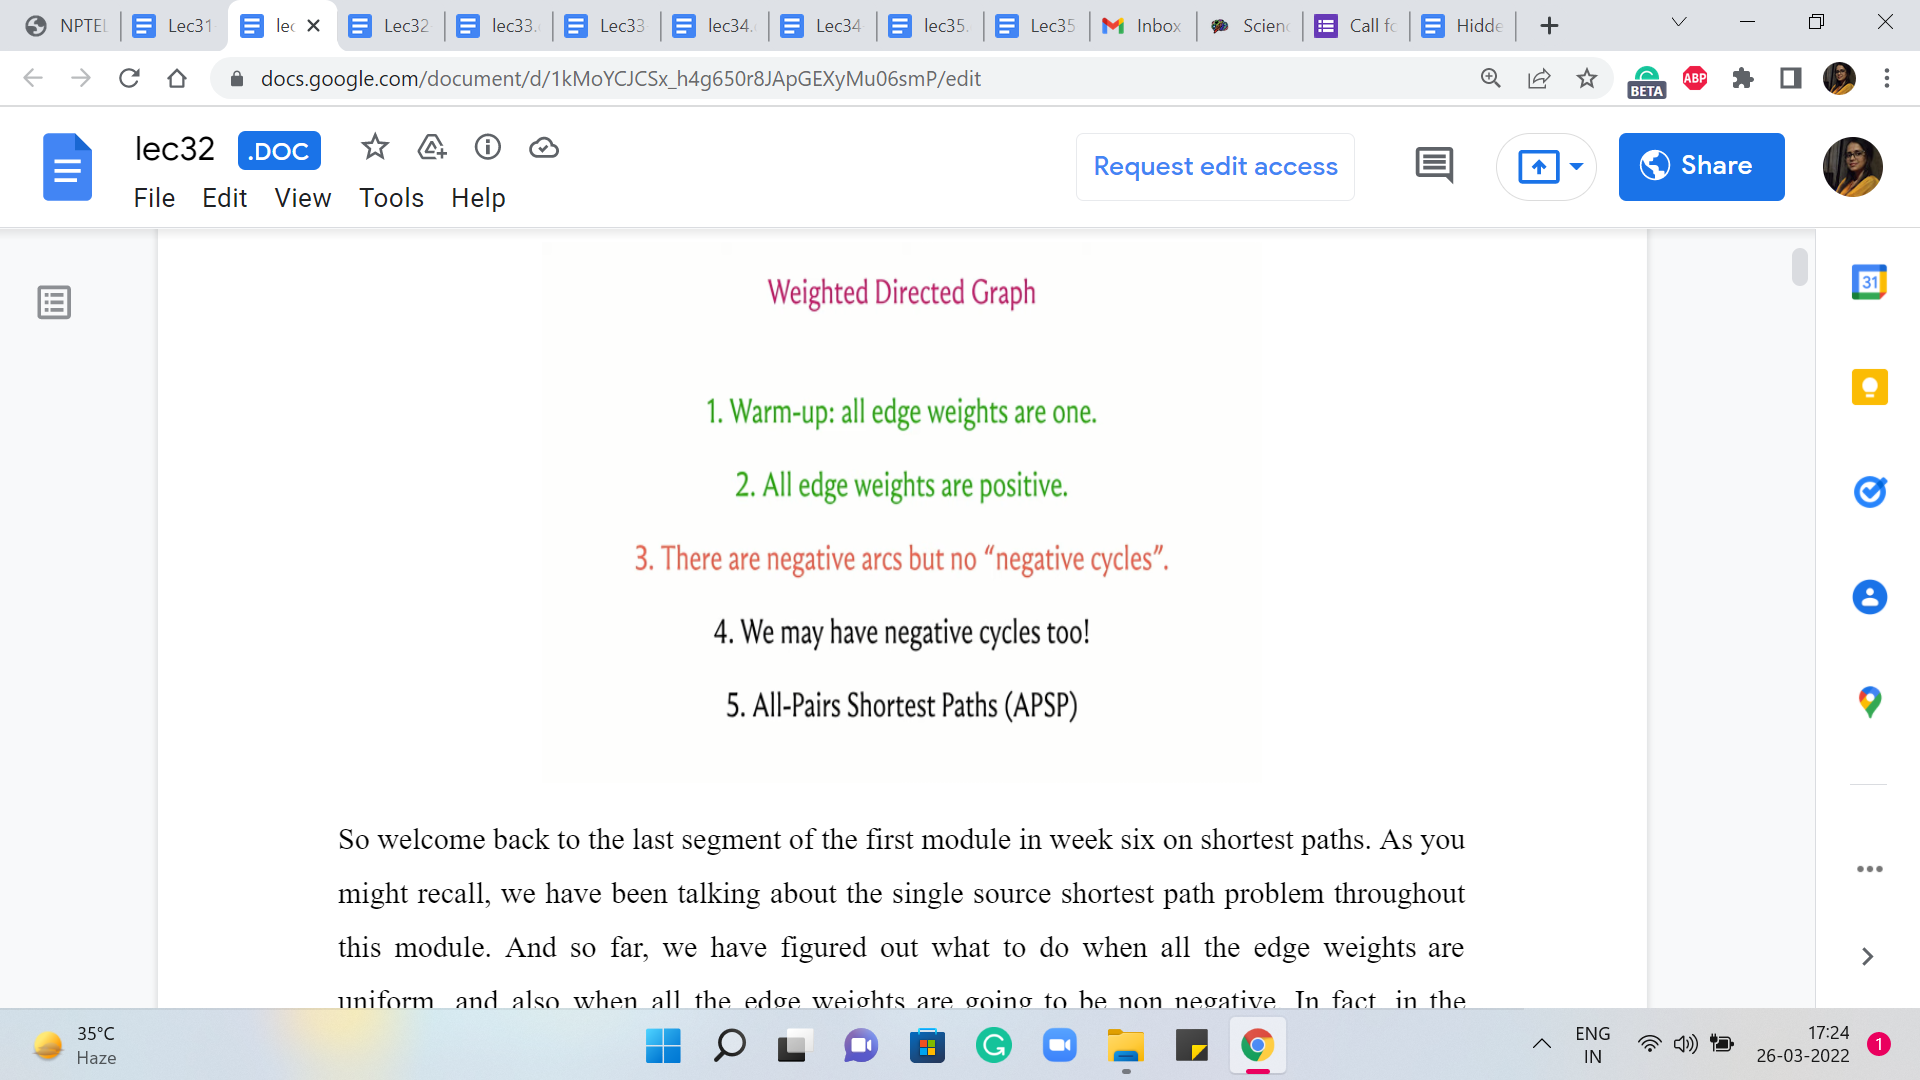 NPTEL
Lec31
lec
Lec32
lec33.
Lec33
lec34.
Lec34
lec35.
Lec35
Inbox
Scienc
Call fo
Hidde
docs.google.com/document/d/1kMoYCJCSx_h4g650r8JApGEXyMu06smP/edit
BETA
ABP
lec32
.DOC
File Edit View Tools Help
Request edit access
Share
31
Weighted Directed Graph
1. Warm-up: all edge weights are one.
2. All edge weights are positive.
3. There are negative arcs but no “negative cycles”.
4. We may have negative cycles too!
5. All-Pairs Shortest Paths (APSP)
So welcome back to the last segment of the first module in week six on shortest paths. As you
might recall, we have been talking about the single source shortest path problem throughout
this module. And so far, we have figured out what to do when all the edge weights are
uniform, and also when all the edge weights are going to be non negative. In fact, in the
35°C
Haze
ENG
IN
17:24
26-03-2022
1